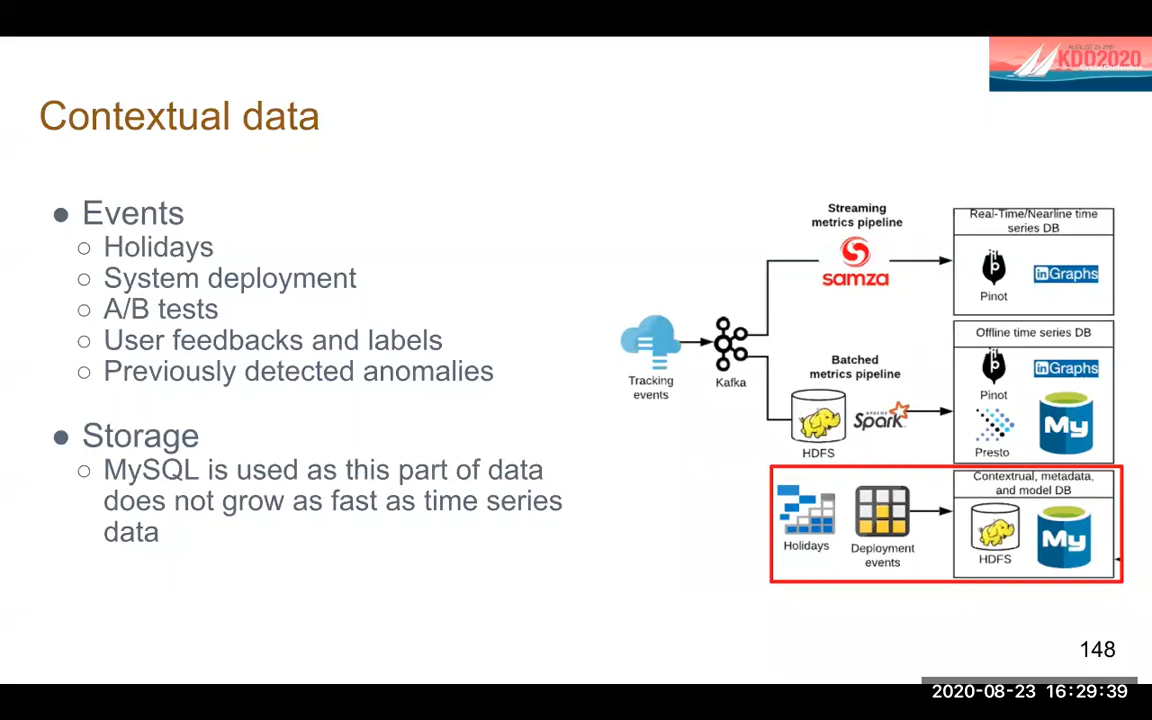 KDD2020
Contextual data
● Events
○ Holidays
○ System deployment
○ A/B tests
○ User feedbacks and labels
○ Previously detected anomalies
● Storage
○ MySQL is used as this part of data
does not grow as fast as time series
data
Streaming
metrics pipeline
samza
Real-Time/Nearline time
series DB
Pinot
inGraphs
Tracking
events
Kafka
Batched
metrics pipeline
HDFS
APACHE
Spark
Offline time series DB
Pinot
inGraphs
Presto
My
Holidays
Deployment
events
Contextrual, metadata,
and model DB
HDFS
My
148
2020-08-23 16:29:39